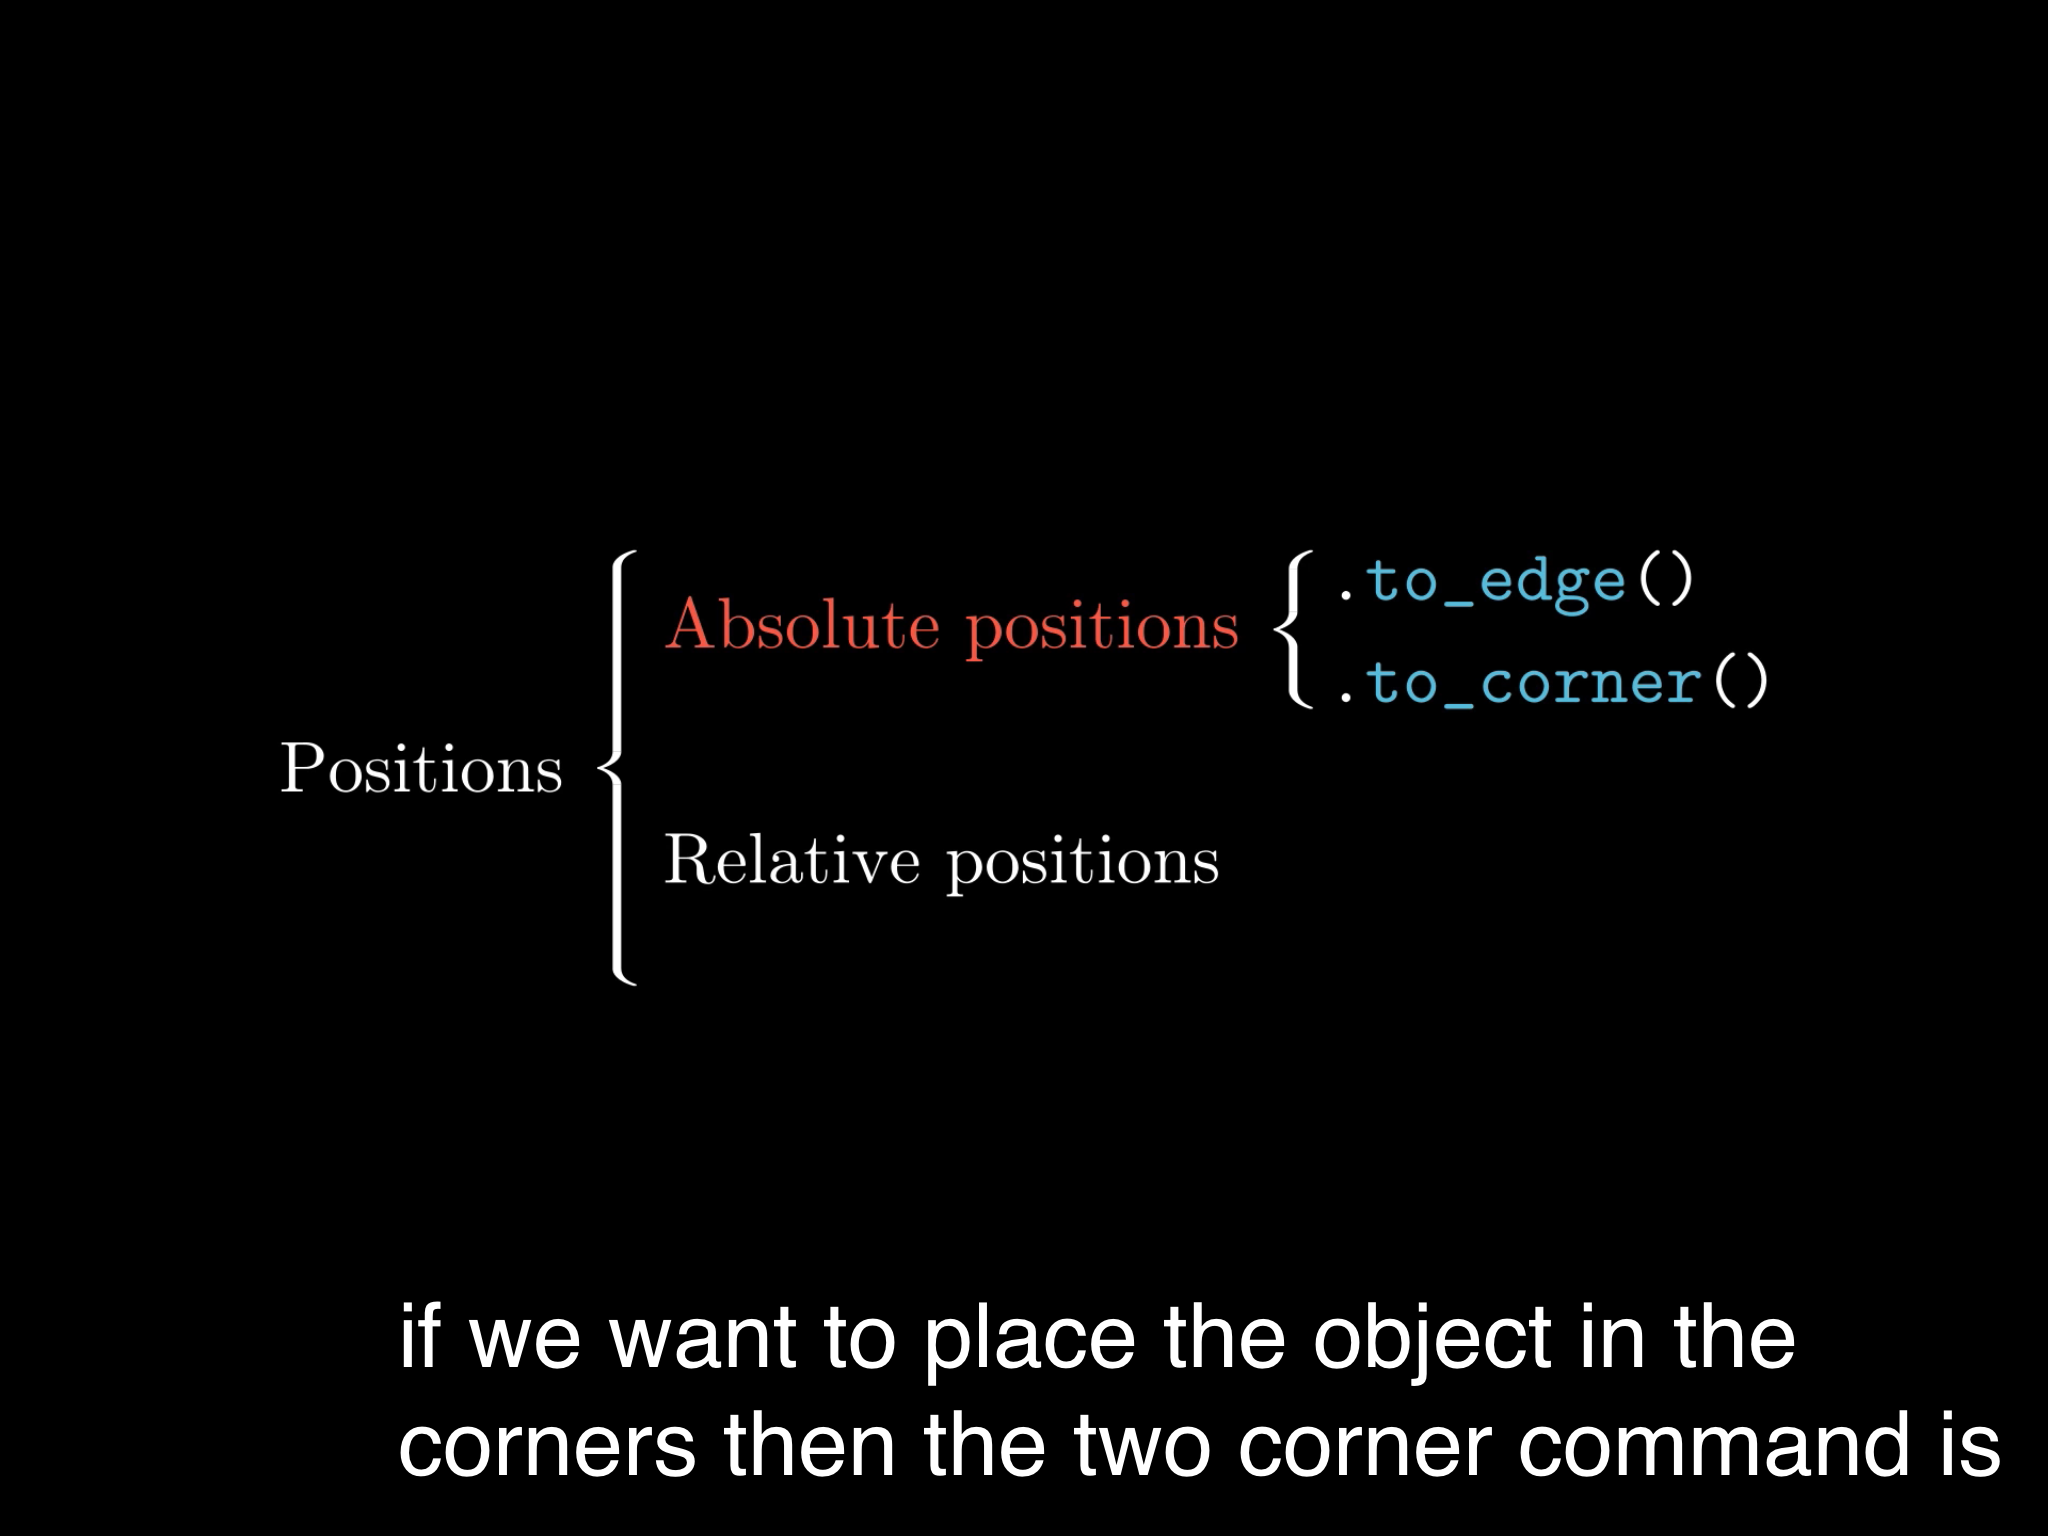 Positions
Absolute positions
.to_edge()
.to_corner()
Relative positions
if we want to place the object in the
corners then the two corner command is